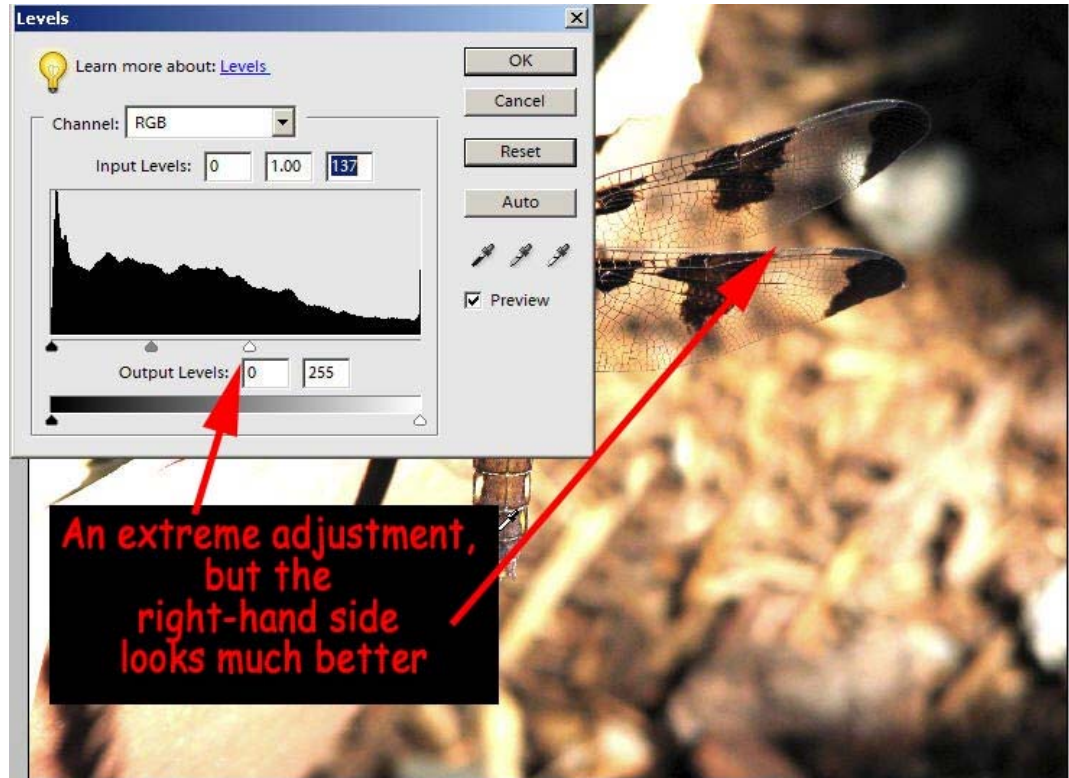 Levels
Learn more about: Levels
OK
Cancel
Channel: RGB
Reset
Input Levels: 0 1.00 137
Auto
Preview
Output Levels: 0 255
An extreme adjustment,
but the
right-hand side
looks much better